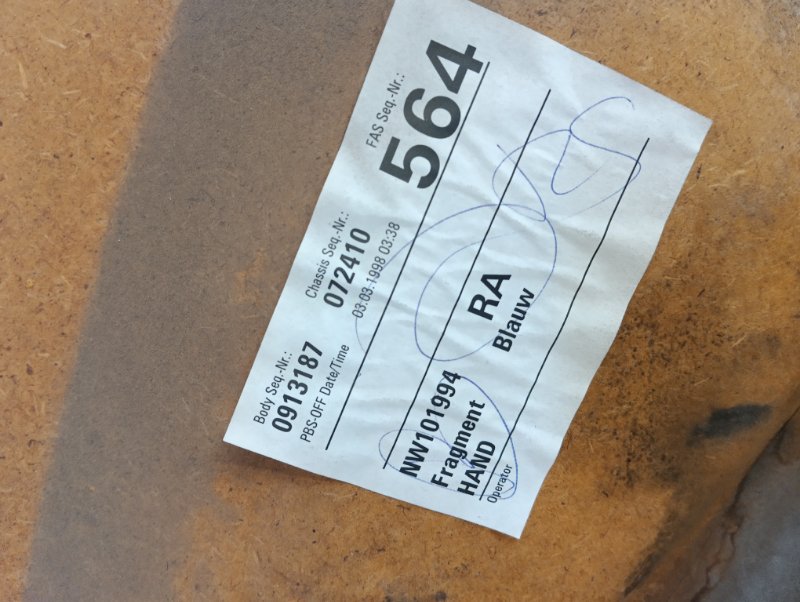 Body Seq.-Nr.: Chassis Seq.-Nr.: FAS Seq.-Nr.:
0913187 072410 564
PBS-OFF Date/Time 03.03.1998 03:38
NW101994 RA
Fragment Blauw
HAND
Operator